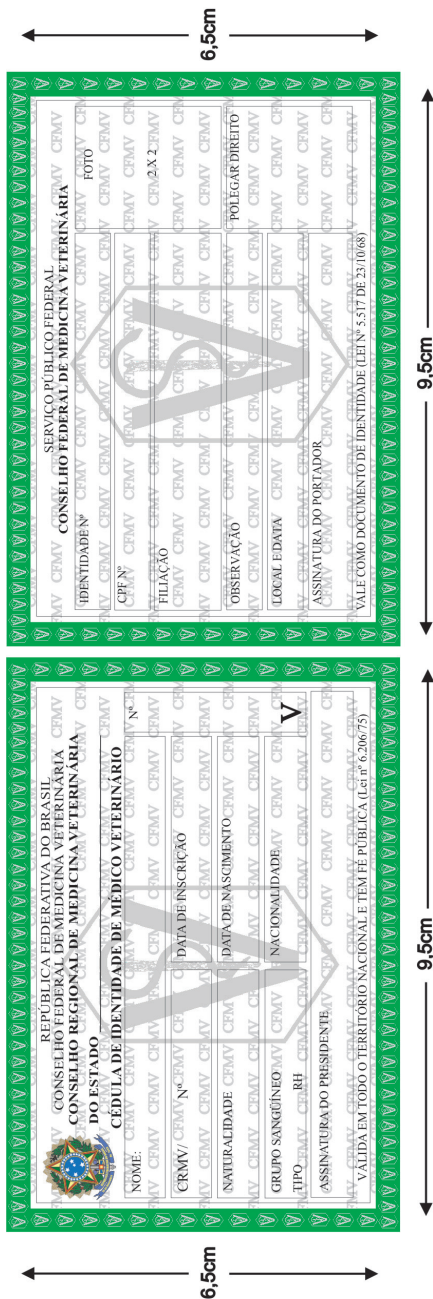 REPÚBLICA FEDERATIVA DO BRASIL
CONSELHO FEDERAL DE MEDICINA VETERINÁRIA
CONSELHO REGIONAL DE MEDICINA VETERINÁRIA
DO ESTADO
CÉDULA DE IDENTIDADE DE MÉDICO VETERINÁRIO
NOME: Nº
CRMV/ Nº DATA DE INSCRIÇÃO
NATURALIDADE DATA DE NASCIMENTO
GRUPO SANGÜÍNEO NACIONALIDADE V
TIPO RH
ASSINATURA DO PRESIDENTE
VÁLIDA EM TODO O TERRITÓRIO NACIONAL E TEM FÉ PÚBLICA (Lei nº 6.206/75)
6,5cm
9,5cm
SERVIÇO PÚBLICO FEDERAL
CONSELHO FEDERAL DE MEDICINA VETERINÁRIA
IDENTIDADE Nº FOTO
CPF Nº
FILIAÇÃO 2 X 2
OBSERVAÇÃO POLEGAR DIREITO
LOCAL E DATA
ASSINATURA DO PORTADOR
VALE COMO DOCUMENTO DE IDENTIDADE (LEI Nº 5.517 DE 23/10/68)
6,5cm
9,5cm
CFMV